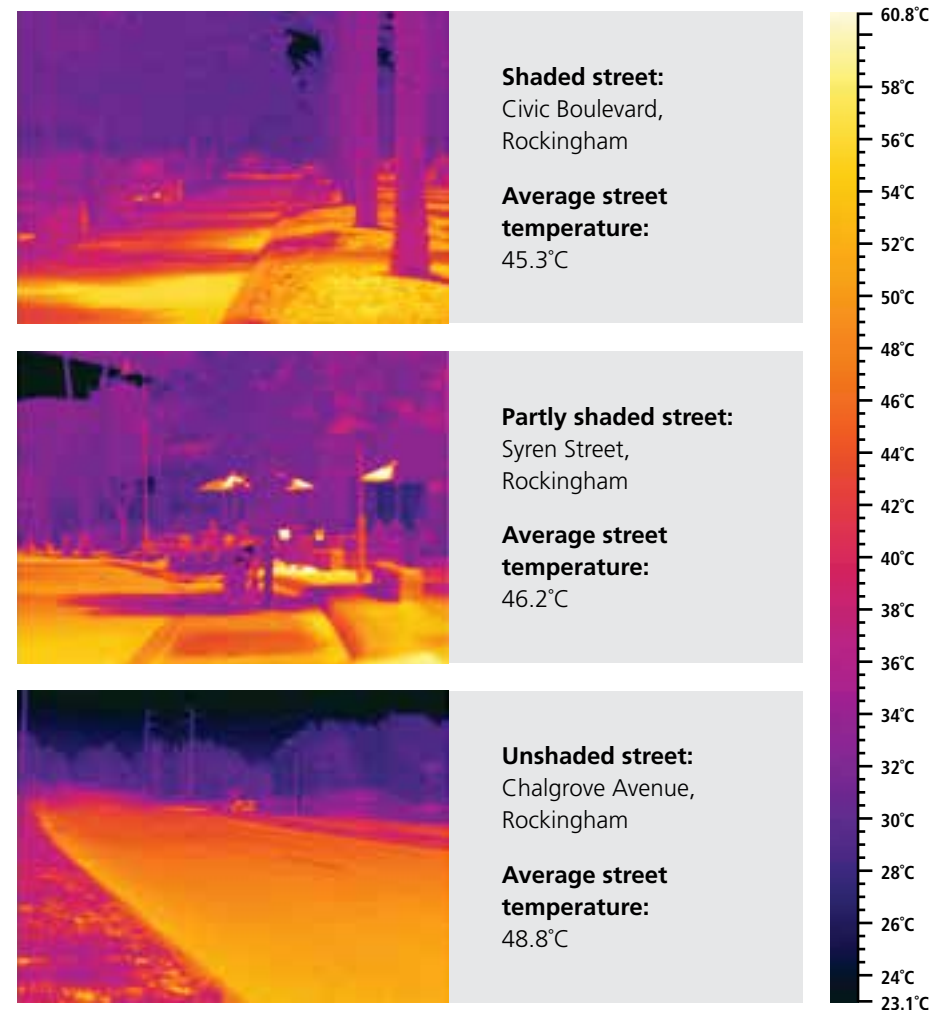 Shaded street:
Civic Boulevard,
Rockingham
Average street
temperature:
45.3˚C
Partly shaded street:
Syren Street,
Rockingham
Average street
temperature:
46.2˚C
Unshaded street:
Chalgrove Avenue,
Rockingham
Average street
temperature:
48.8˚C
60.8˚C
58˚C
56˚C
54˚C
52˚C
50˚C
48˚C
46˚C
44˚C
42˚C
40˚C
38˚C
36˚C
34˚C
32˚C
30˚C
28˚C
26˚C
24˚C
23.1˚C